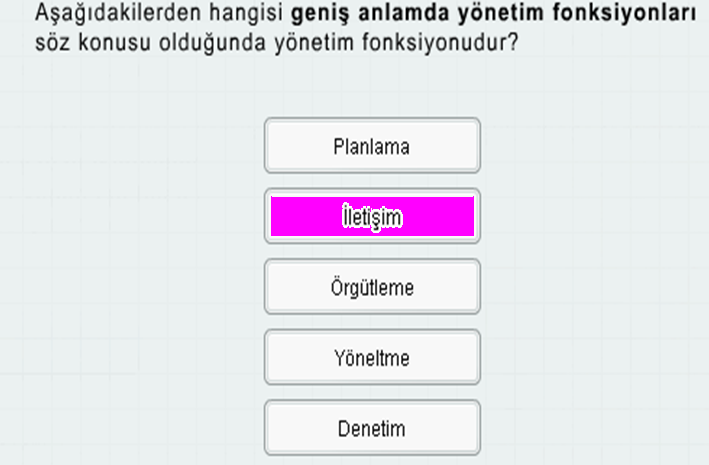 Aşağıdakilerden hangisi geniş anlamda yönetim fonksiyonları
söz konusu olduğunda yönetim fonksiyonudur?
Planlama
İletişim
Örgütleme
Yöneltme
Denetim